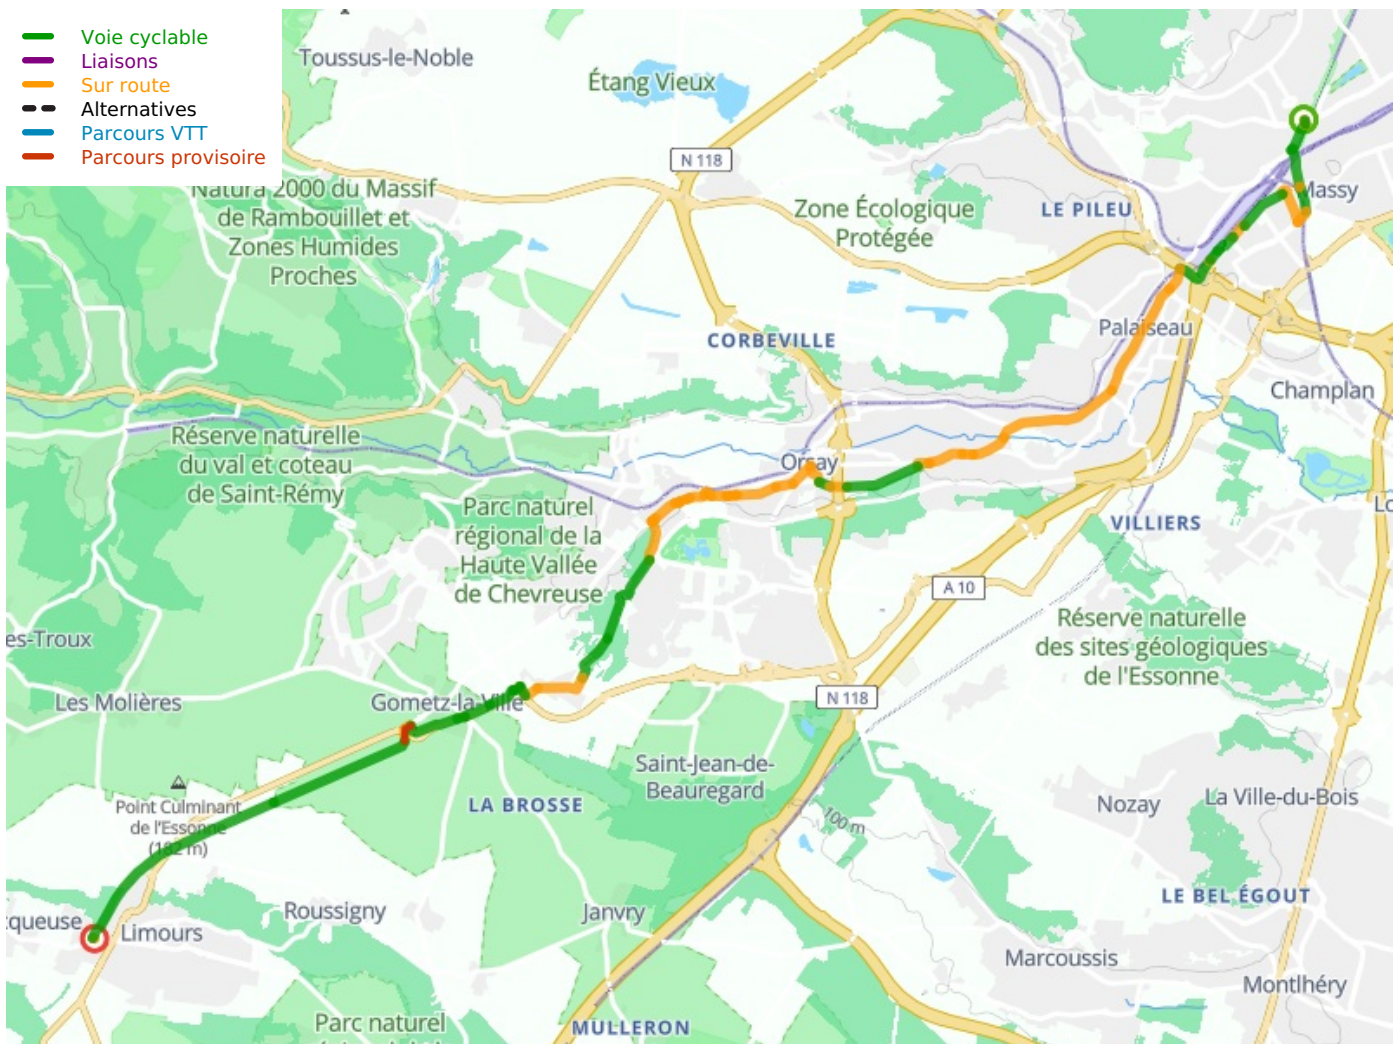 Voie cyclable
Liaisons
Sur route
Alternatives
Parcours VTT
Parcours provisoire
Toussus-le-Noble
Étang Vieux
N 118
Natura 2000 du Massif
de Rambouillet et
Zones Humides
Proches
Zone Écologique
Protégée
LE PILEU
Massy
CORBEVILLE
Palaiseau
Champlan
Réserve naturelle
du val et coteau
de Saint-Rémy
Orsay
Parc naturel
régional de la
Haute Vallée
de Chevreuse
VILLIERS
A 10
Réserve naturelle
des sites géologiques
de l'Essonne
es-Troux
Les Molières
Gometz-la-Ville
N 118
Saint-Jean-de-
Beauregard
Point Culminant
de l'Essonne
(182 m)
LA BROSSE
100 m
Nozay
La Ville-du-Bois
LE BEL ÉGOUT
cqueuse
Limours
Roussigny
Janvry
Marcoussis
Montlhéry
Parc naturel
MULLERON